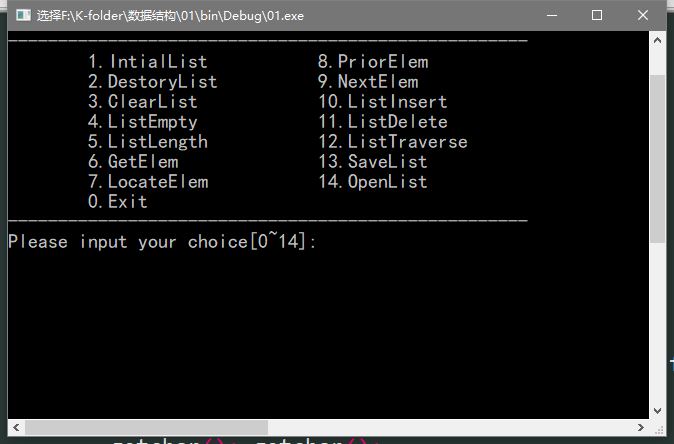 选择F:\K-folder\数据结构\01\bin\Debug\01.exe
1.IntialList 8.PriorElem
2.DestoryList 9.NextElem
3.ClearList 10.ListInsert
4.ListEmpty 11.ListDelete
5.ListLength 12.ListTraverse
6.GetElem 13.SaveList
7.LocateElem 14.OpenList
0.Exit
Please input your choice[0~14]: